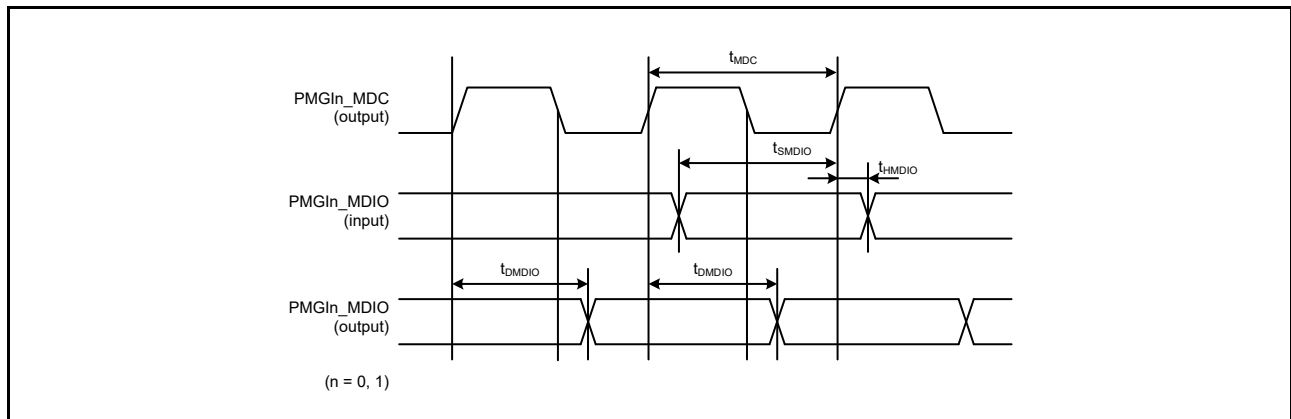 tMDC
PMGIn_MDC
(output)
tSMDIO
tHMDIO
PMGIn_MDIO
(input)
tDMDIO
tDMDIO
PMGIn_MDIO
(output)
(n = 0, 1)